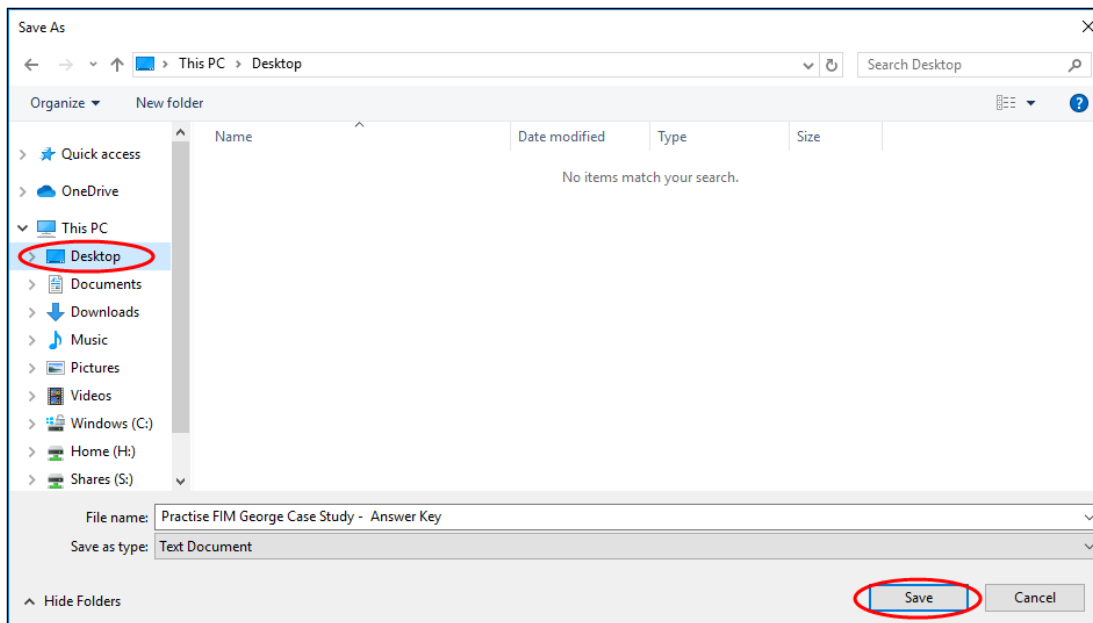 Save As
This PC > Desktop
Search Desktop
Organize
New folder
?
Name
Date modified
Type
Size
No items match your search.
Quick access
OneDrive
This PC
Desktop
Documents
Downloads
Music
Pictures
Videos
Windows (C:)
Home (H:)
Shares (S:)
File name: Practise FIM George Case Study -  Answer Key
Save as type: Text Document
Hide Folders
Save
Cancel